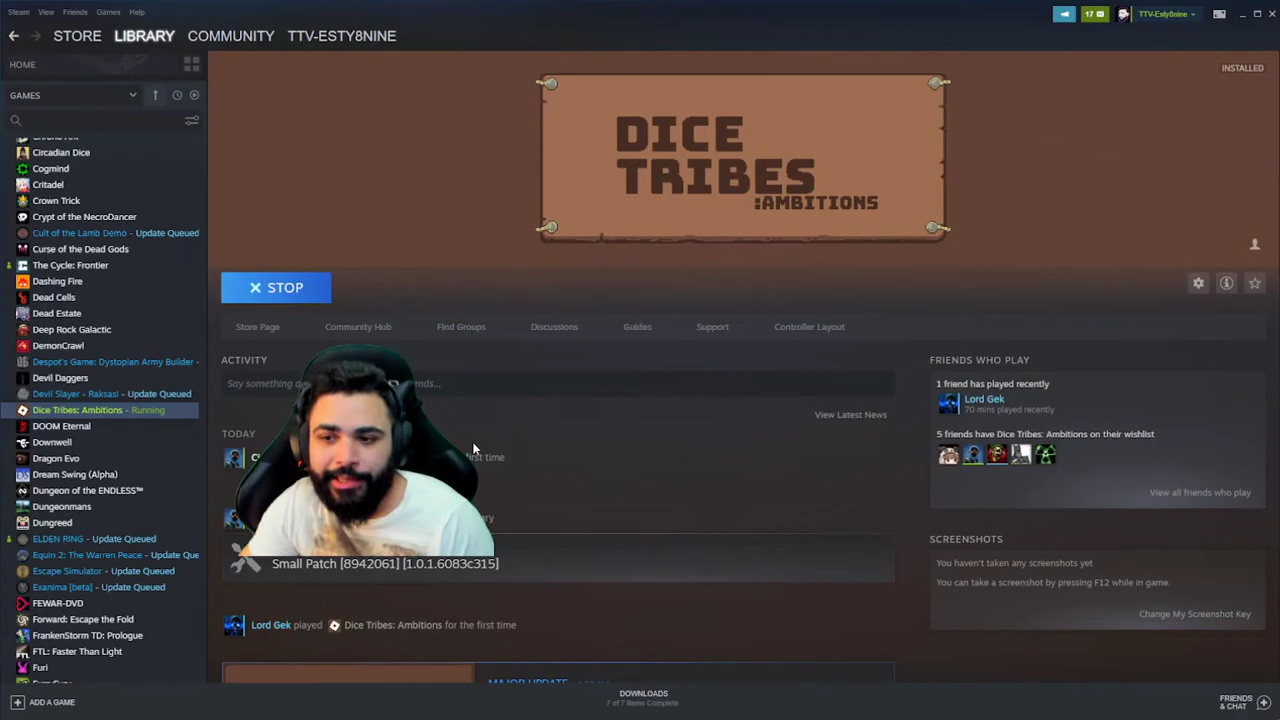 Steam View Friends Games Help
17
TTV-Esty8nine
STORE LIBRARY COMMUNITY TTV-ESTY8NINE
HOME
INSTALLED
GAMES
Circadian Dice
Cogmind
Critadel
Crown Trick
Crypt of the NecroDancer
Cult of the Lamb Demo - Update Queued
Curse of the Dead Gods
The Cycle: Frontier
Dashing Fire
Dead Cells
Dead Estate
Deep Rock Galactic
DemonCrawl
Despot's Game: Dystopian Army Builder -
Devil Daggers
Devil Slayer - Raksasi - Update Queued
Dice Tribes: Ambitions - Running
DOOM Eternal
Downwell
Dragon Evo
Dream Swing (Alpha)
Dungeon of the ENDLESS™
Dungeonmans
Dungreed
ELDEN RING - Update Queued
Equin 2: The Warren Peace - Update Que
Escape Simulator - Update Queued
Exanima [beta] - Update Queued
FEWAR-DVD
Forward: Escape the Fold
FrankenStorm TD: Prologue
FTL: Faster Than Light
Furi
DICE
TRIBES
:AMBITIONS
STOP
Store Page Community Hub Find Groups Discussions Guides Support Controller Layout
ACTIVITY
Say something
ends...
View Latest News
TODAY
first time
Small Patch [8942061] [1.0.1.6083c315]
Lord Gek played Dice Tribes: Ambitions for the first time
MAJOR UPDATE
FRIENDS WHO PLAY
1 friend has played recently
Lord Gek
70 mins played recently
5 friends have Dice Tribes: Ambitions on their wishlist
View all friends who play
SCREENSHOTS
You haven't taken any screenshots yet
You can take a screenshot by pressing F12 while in game.
Change My Screenshot Key
ADD A GAME
DOWNLOADS
7 of 7 Items Complete
FRIENDS
& CHAT